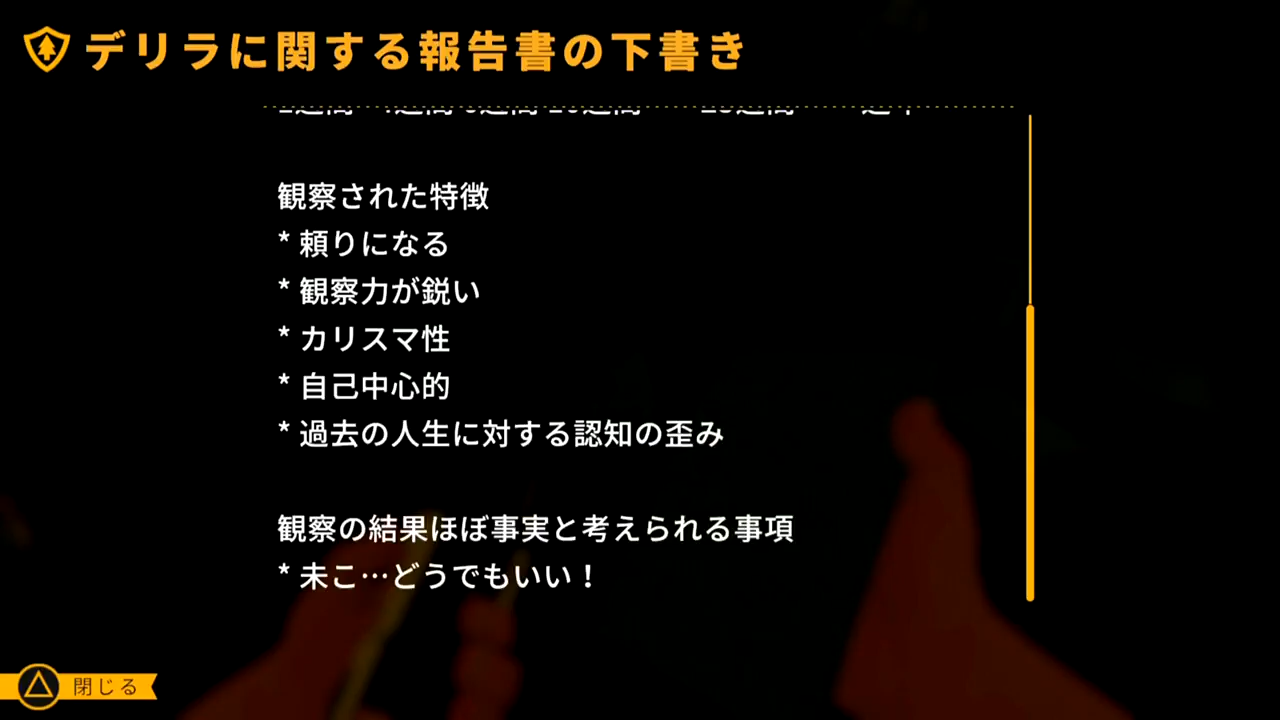 デリラに関する報告書の下書き
観察された特徴
* 頼りになる
* 観察力が鋭い
* カリスマ性
* 自己中心的
* 過去の人生に対する認知の歪み
観察の結果ほぼ事実と考えられる事項
* 未こ…どうでもいい！
閉じる